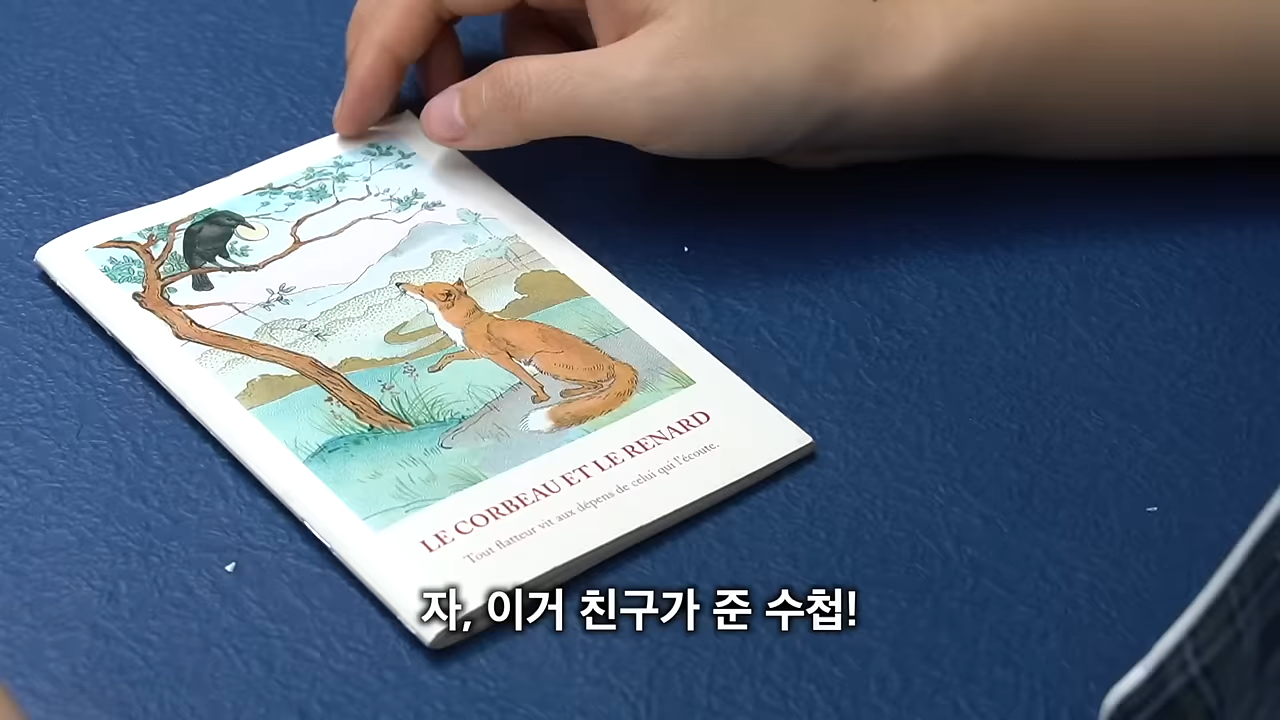 LE CORBEAU ET LE RENARD
Tout flatteur vit aux dépens de celui qui l'écoute.
자, 이거 친구가 준 수첩!